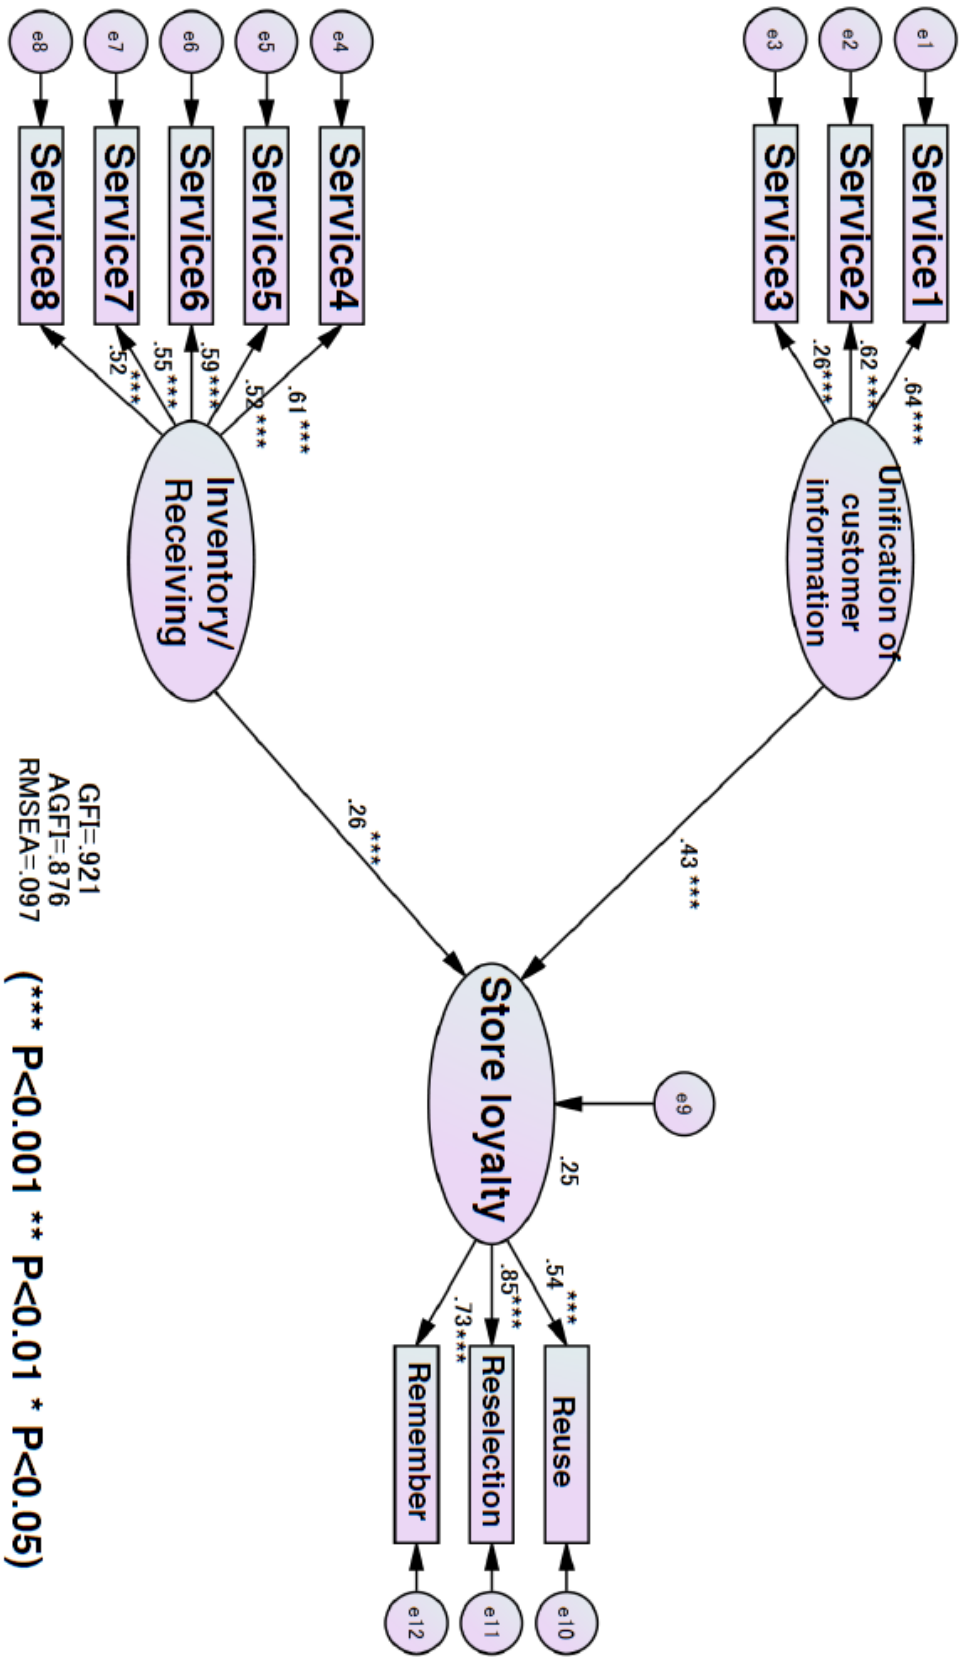 e1
Service1
.64***
e2
Service2
.62***
e3
Service3
.26***
Unification of
customer
information
.43***
e4
Service4
.61***
e5
Service5
.52***
e6
Service6
.59***
e7
Service7
.55***
e8
Service8
.52***
Inventory/
Receiving
.26***
e9
.25
Store loyalty
.54***
Reuse
e10
.85***
Reselection
e11
.73***
Remember
e12
GFI=.921
AGFI=.876
RMSEA=.097
(*** P<0.001 ** P<0.01 * P<0.05)